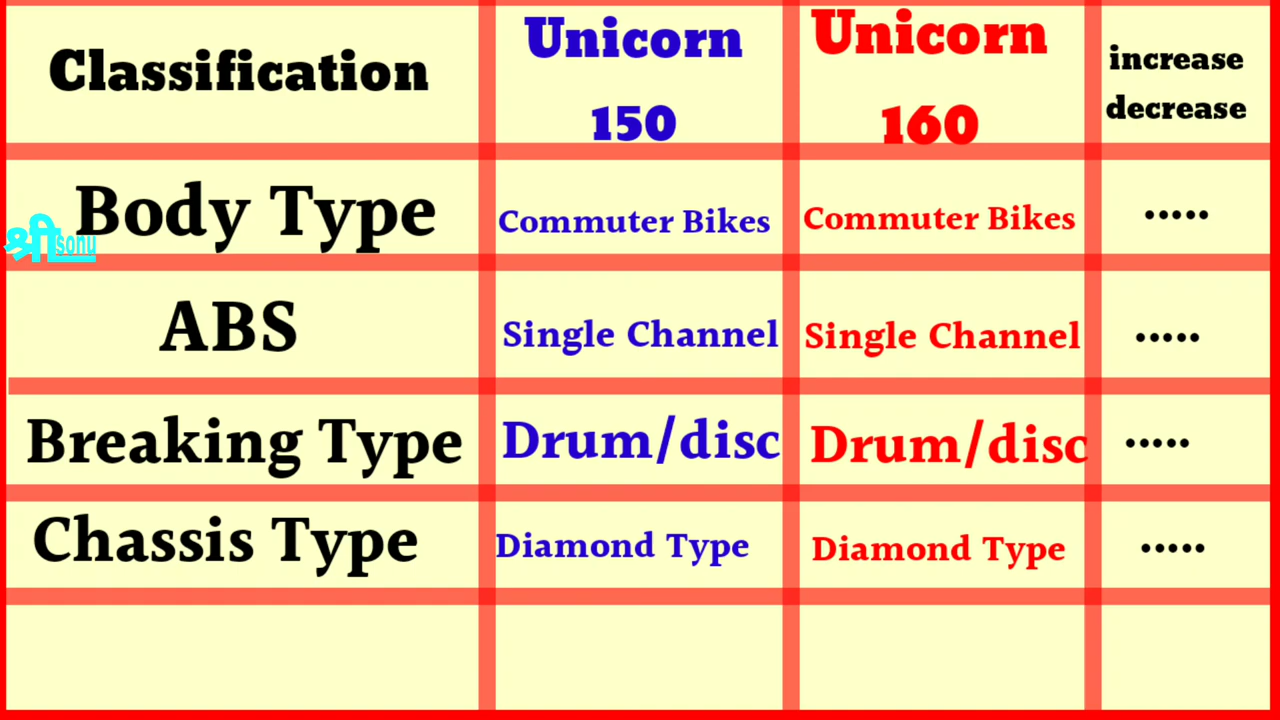 Classification Unicorn 150 Unicorn 160 increase decrease
Body Type Commuter Bikes Commuter Bikes .....
श्री sonu
ABS Single Channel Single Channel .....
Breaking Type Drum/disc Drum/disc .....
Chassis Type Diamond Type Diamond Type .....